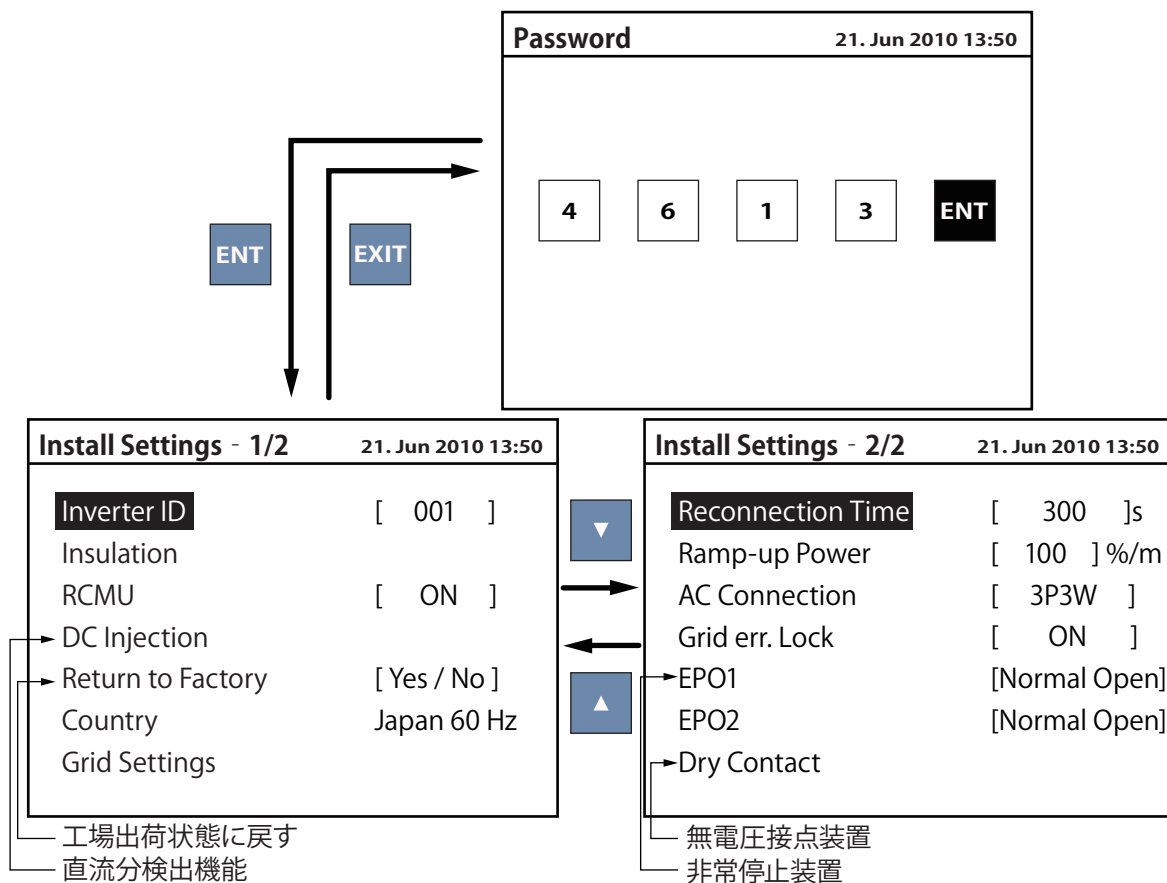 Password 21. Jun 2010 13:50
4 6 1 3 ENT
ENT EXIT
Install Settings - 1/2 21. Jun 2010 13:50
Inverter ID [ 001 ]
Insulation
RCMU [ ON ]
DC Injection
Return to Factory [ Yes / No ]
Country Japan 60 Hz
Grid Settings
工場出荷状態に戻す
直流分検出機能
▼
▲
Install Settings - 2/2 21. Jun 2010 13:50
Reconnection Time [ 300 ]s
Ramp-up Power [ 100 ] %/m
AC Connection [ 3P3W ]
Grid err. Lock [ ON ]
EPO1 [Normal Open]
EPO2 [Normal Open]
Dry Contact
無電圧接点装置
非常停止装置